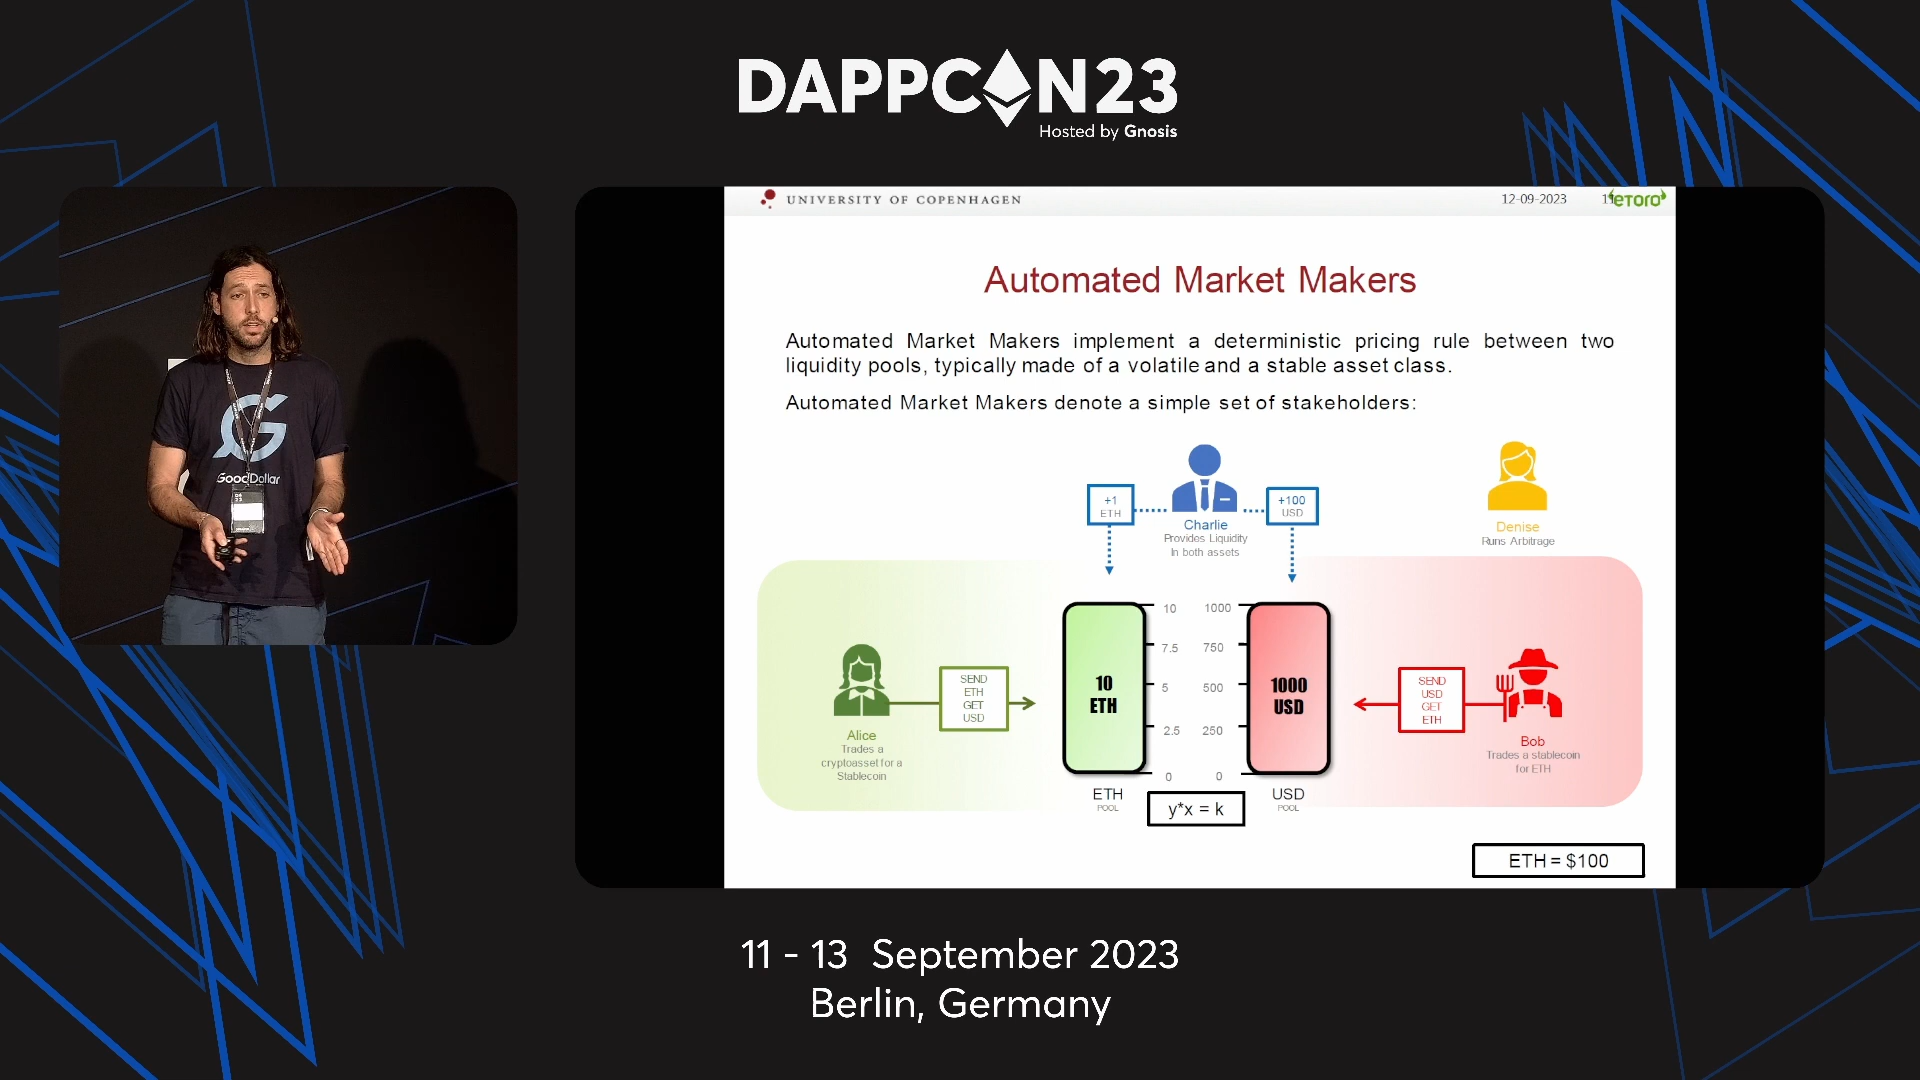 DAPPCON23
Hosted by Gnosis
UNIVERSITY OF COPENHAGEN
12-09-2023
eTORO
Automated Market Makers
Automated Market Makers implement a deterministic pricing rule between two
liquidity pools, typically made of a volatile and a stable asset class.
Automated Market Makers denote a simple set of stakeholders:
+1
ETH
Charlie
Provides Liquidity
In both assets
+100
USD
Denise
Runs Arbitrage
Alice
Trades a
cryptoasset for a
Stablecoin
SEND
ETH
GET
USD
10
ETH
10
7.5
5
2.5
0
1000
750
500
250
0
1000
USD
SEND
USD
GET
ETH
Bob
Trades a stablecoin
for ETH
ETH
POOL
y*x = k
USD
POOL
ETH = $100
GoodDollar
11 - 13 September 2023
Berlin, Germany